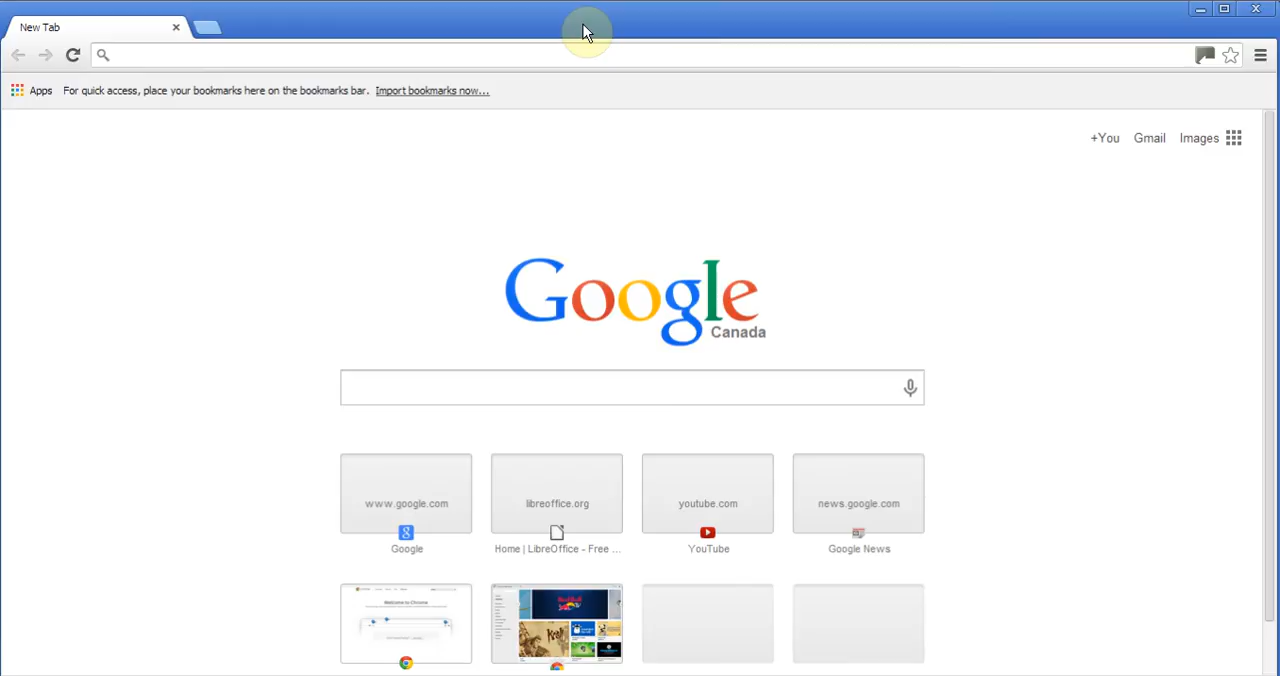 New Tab
Apps For quick access, place your bookmarks here on the bookmarks bar. Import bookmarks now...
+You Gmail Images
Google
Canada
www.google.com libreoffice.org youtube.com news.google.com
Google Home | LibreOffice - Free ... YouTube Google News
Welcome to Chrome